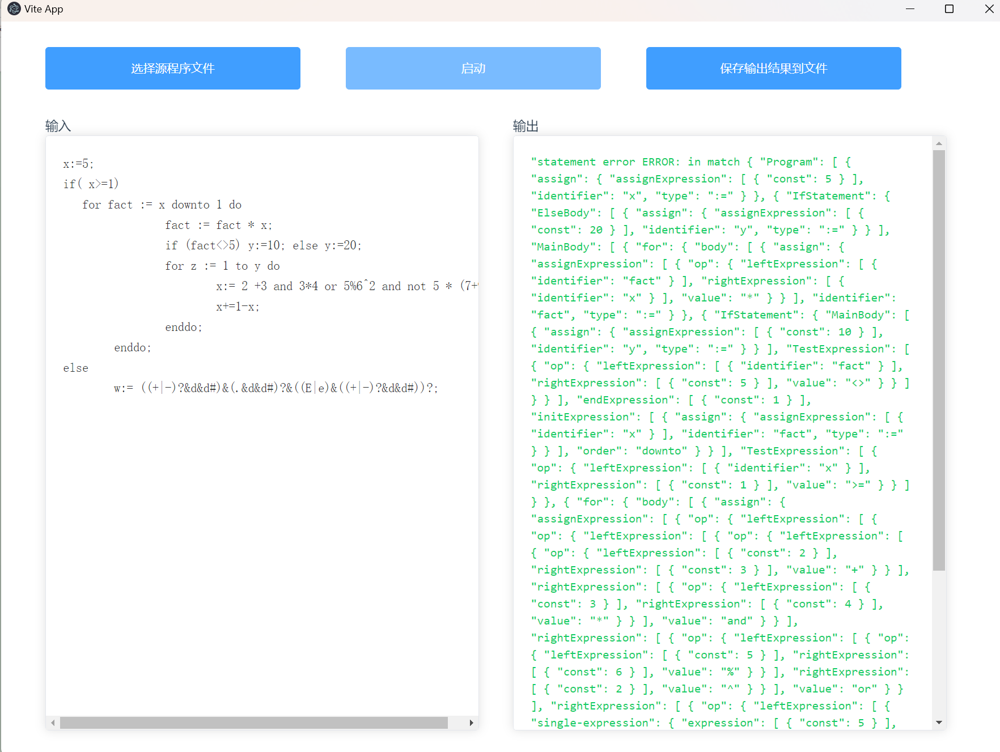 Vite App
选择源程序文件
启动
保存输出结果到文件
输入
x:=5;
if( x>=1)
for fact := x downto 1 do
fact := fact * x;
if (fact<>5) y:=10; else y:=20;
for z := 1 to y do
x:= 2 +3 and 3*4 or 5%6^2 and not 5 * (7+
x+=1-x;
enddo;
enddo;
else
w:= ((+|-)?&d&d#)&(.&d&d#)?&((E|e)&((+|-)?&d&d#))?;
输出
"statement error ERROR: in match { "Program": [ {
"assign": { "assignExpression": [ { "const": 5 } ],
"identifier": "x", "type": ":=" } }, { "IfStatement": {
"ElseBody": [ { "assign": { "assignExpression": [ {
"const": 20 } ], "identifier": "y", "type": ":=" } } ],
"MainBody": [ { "for": { "body": [ { "assign": {
"assignExpression": [ { "op": { "leftExpression": [ {
"identifier": "fact" } ], "rightExpression": [ {
"identifier": "x" } ], "value": "*" } } ], "identifier":
"fact", "type": ":=" } }, { "IfStatement": { "MainBody": [
{ "assign": { "assignExpression": [ { "const": 10 } ],
"identifier": "y", "type": ":=" } } ], "TestExpression": [
{ "op": { "leftExpression": [ { "identifier": "fact" } ],
"rightExpression": [ { "const": 5 } ], "value": "<>" } } ]
} } ], "endExpression": [ { "const": 1 } ],
"initExpression": [ { "assign": { "assignExpression": [ {
"identifier": "x" } ], "identifier": "fact", "type": ":="
} } ], "order": "downto" } } ], "TestExpression": [ {
"op": { "leftExpression": [ { "identifier": "x" } ],
"rightExpression": [ { "const": 1 } ], "value": ">=" } } ]
} }, { "for": { "body": [ { "assign": {
"assignExpression": [ { "op": { "leftExpression": [ {
"op": { "leftExpression": [ { "op": { "leftExpression": [
{ "op": { "leftExpression": [ { "const": 2 } ],
"rightExpression": [ { "const": 3 } ], "value": "+" } } ],
"rightExpression": [ { "op": { "leftExpression": [ {
"const": 3 } ], "rightExpression": [ { "const": 4 } ],
"value": "*" } } ], "value": "and" } } ],
"rightExpression": [ { "op": { "leftExpression": [ { "op":
{ "leftExpression": [ { "const": 5 } ], "rightExpression":
[ { "const": 6 } ], "value": "%" } } ], "rightExpression":
[ { "const": 2 } ], "value": "^" } } ], "value": "or" } }
], "rightExpression": [ { "op": { "leftExpression": [ {
"single-expression": { "expression": [ { "const": 5 } ],